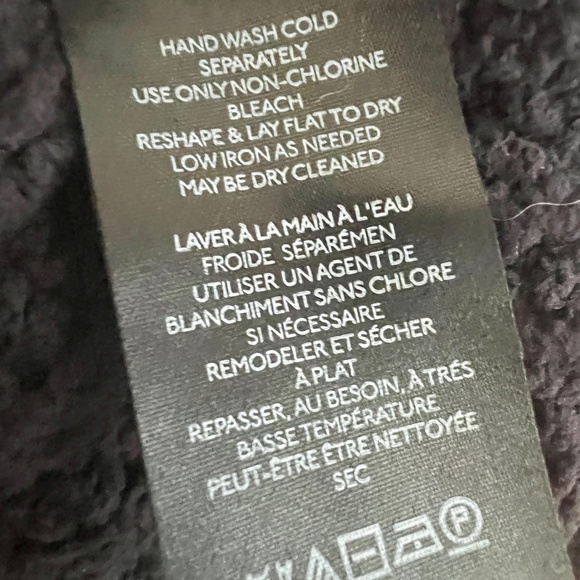 HAND WASH COLD
SEPARATELY
USE ONLY NON-CHLORINE
BLEACH
RESHAPE & LAY FLAT TO DRY
LOW IRON AS NEEDED
MAY BE DRY CLEANED
LAVER À LA MAIN À L'EAU
FROIDE SÉPARÉMEN
UTILISER UN AGENT DE
BLANCHIMENT SANS CHLORE
SI NÉCESSAIRE
REMODELER ET SÉCHER
À PLAT
REPASSER, AU BESOIN, À TRÉS
BASSE TEMPÉRATURE
PEUT-ÊTRE ÊTRE NETTOYÉE
SEC
P